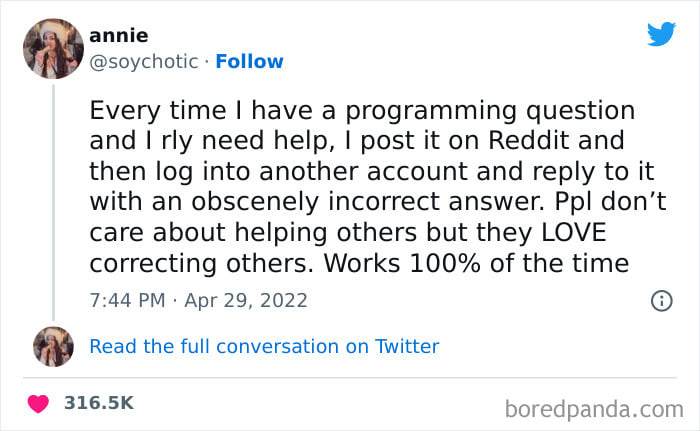 annie
@soychotic · Follow
Every time I have a programming question
and I rly need help, I post it on Reddit and
then log into another account and reply to it
with an obscenely incorrect answer. Ppl don’t
care about helping others but they LOVE
correcting others. Works 100% of the time
7:44 PM · Apr 29, 2022
Read the full conversation on Twitter
316.5K
boredpanda.com